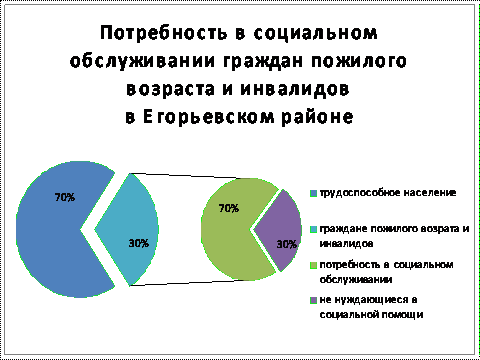 Потребность в социальном
обслуживании граждан пожилого
возраста и инвалидов
в Егорьевском районе
70%
30%
70%
30%
трудоспособное население
граждане пожилого возрата и
инвалидов
потребность в социальном
обслуживании
не нуждающиеся в
социальной помощи